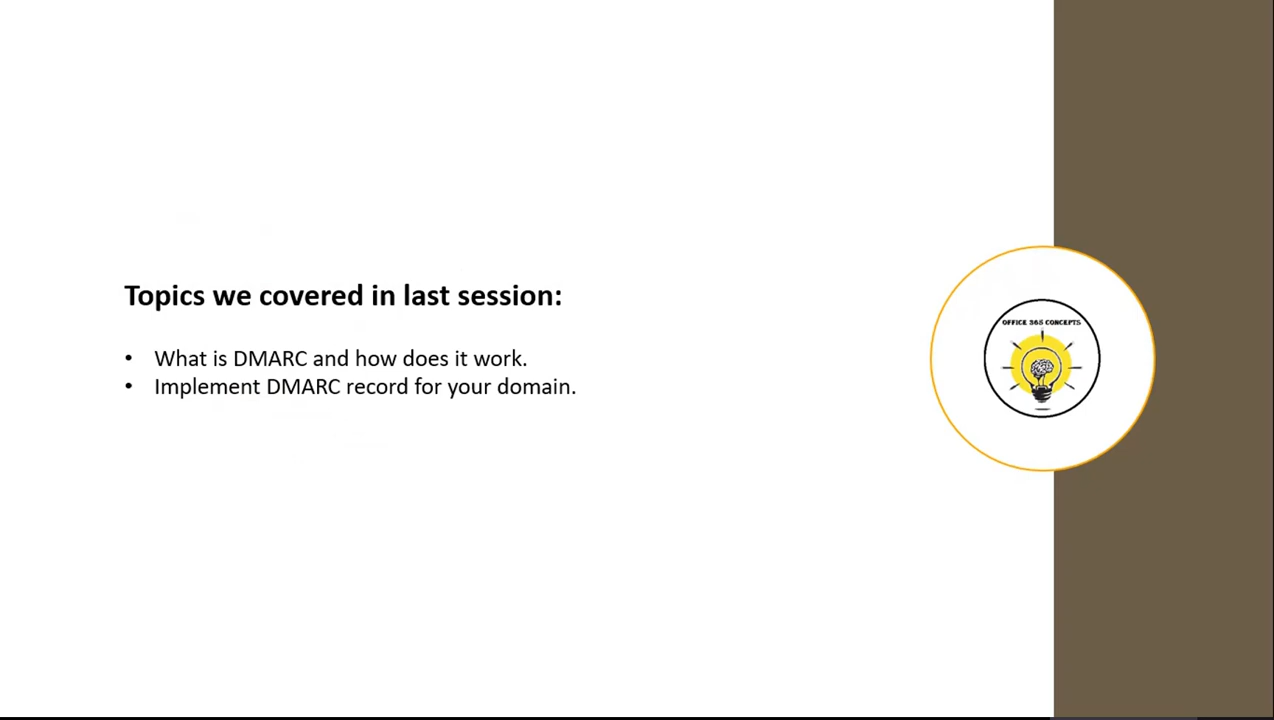 Topics we covered in last session:
• What is DMARC and how does it work.
• Implement DMARC record for your domain.
OFFICE 365 CONCEPTS